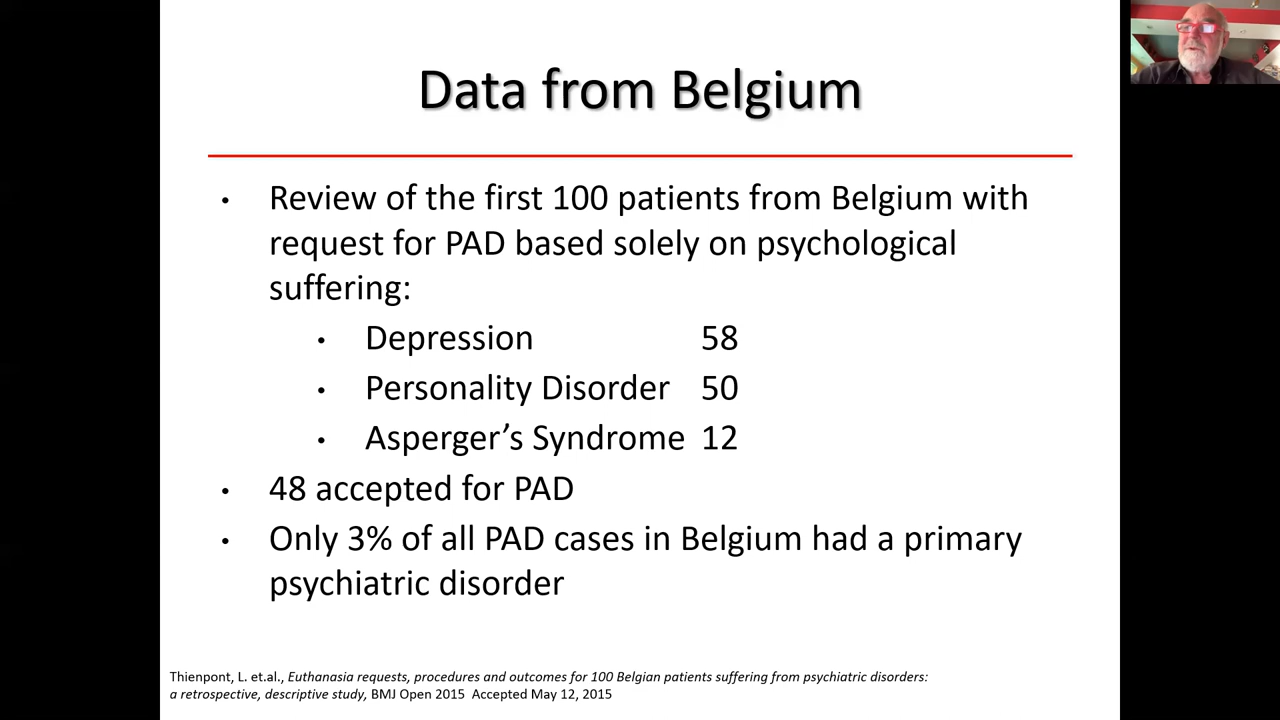 Data from Belgium
• Review of the first 100 patients from Belgium with
request for PAD based solely on psychological
suffering:
• Depression 58
• Personality Disorder 50
• Asperger’s Syndrome 12
• 48 accepted for PAD
• Only 3% of all PAD cases in Belgium had a primary
psychiatric disorder
Thienpont, L. et.al., Euthanasia requests, procedures and outcomes for 100 Belgian patients suffering from psychiatric disorders:
a retrospective, descriptive study, BMJ Open 2015 Accepted May 12, 2015